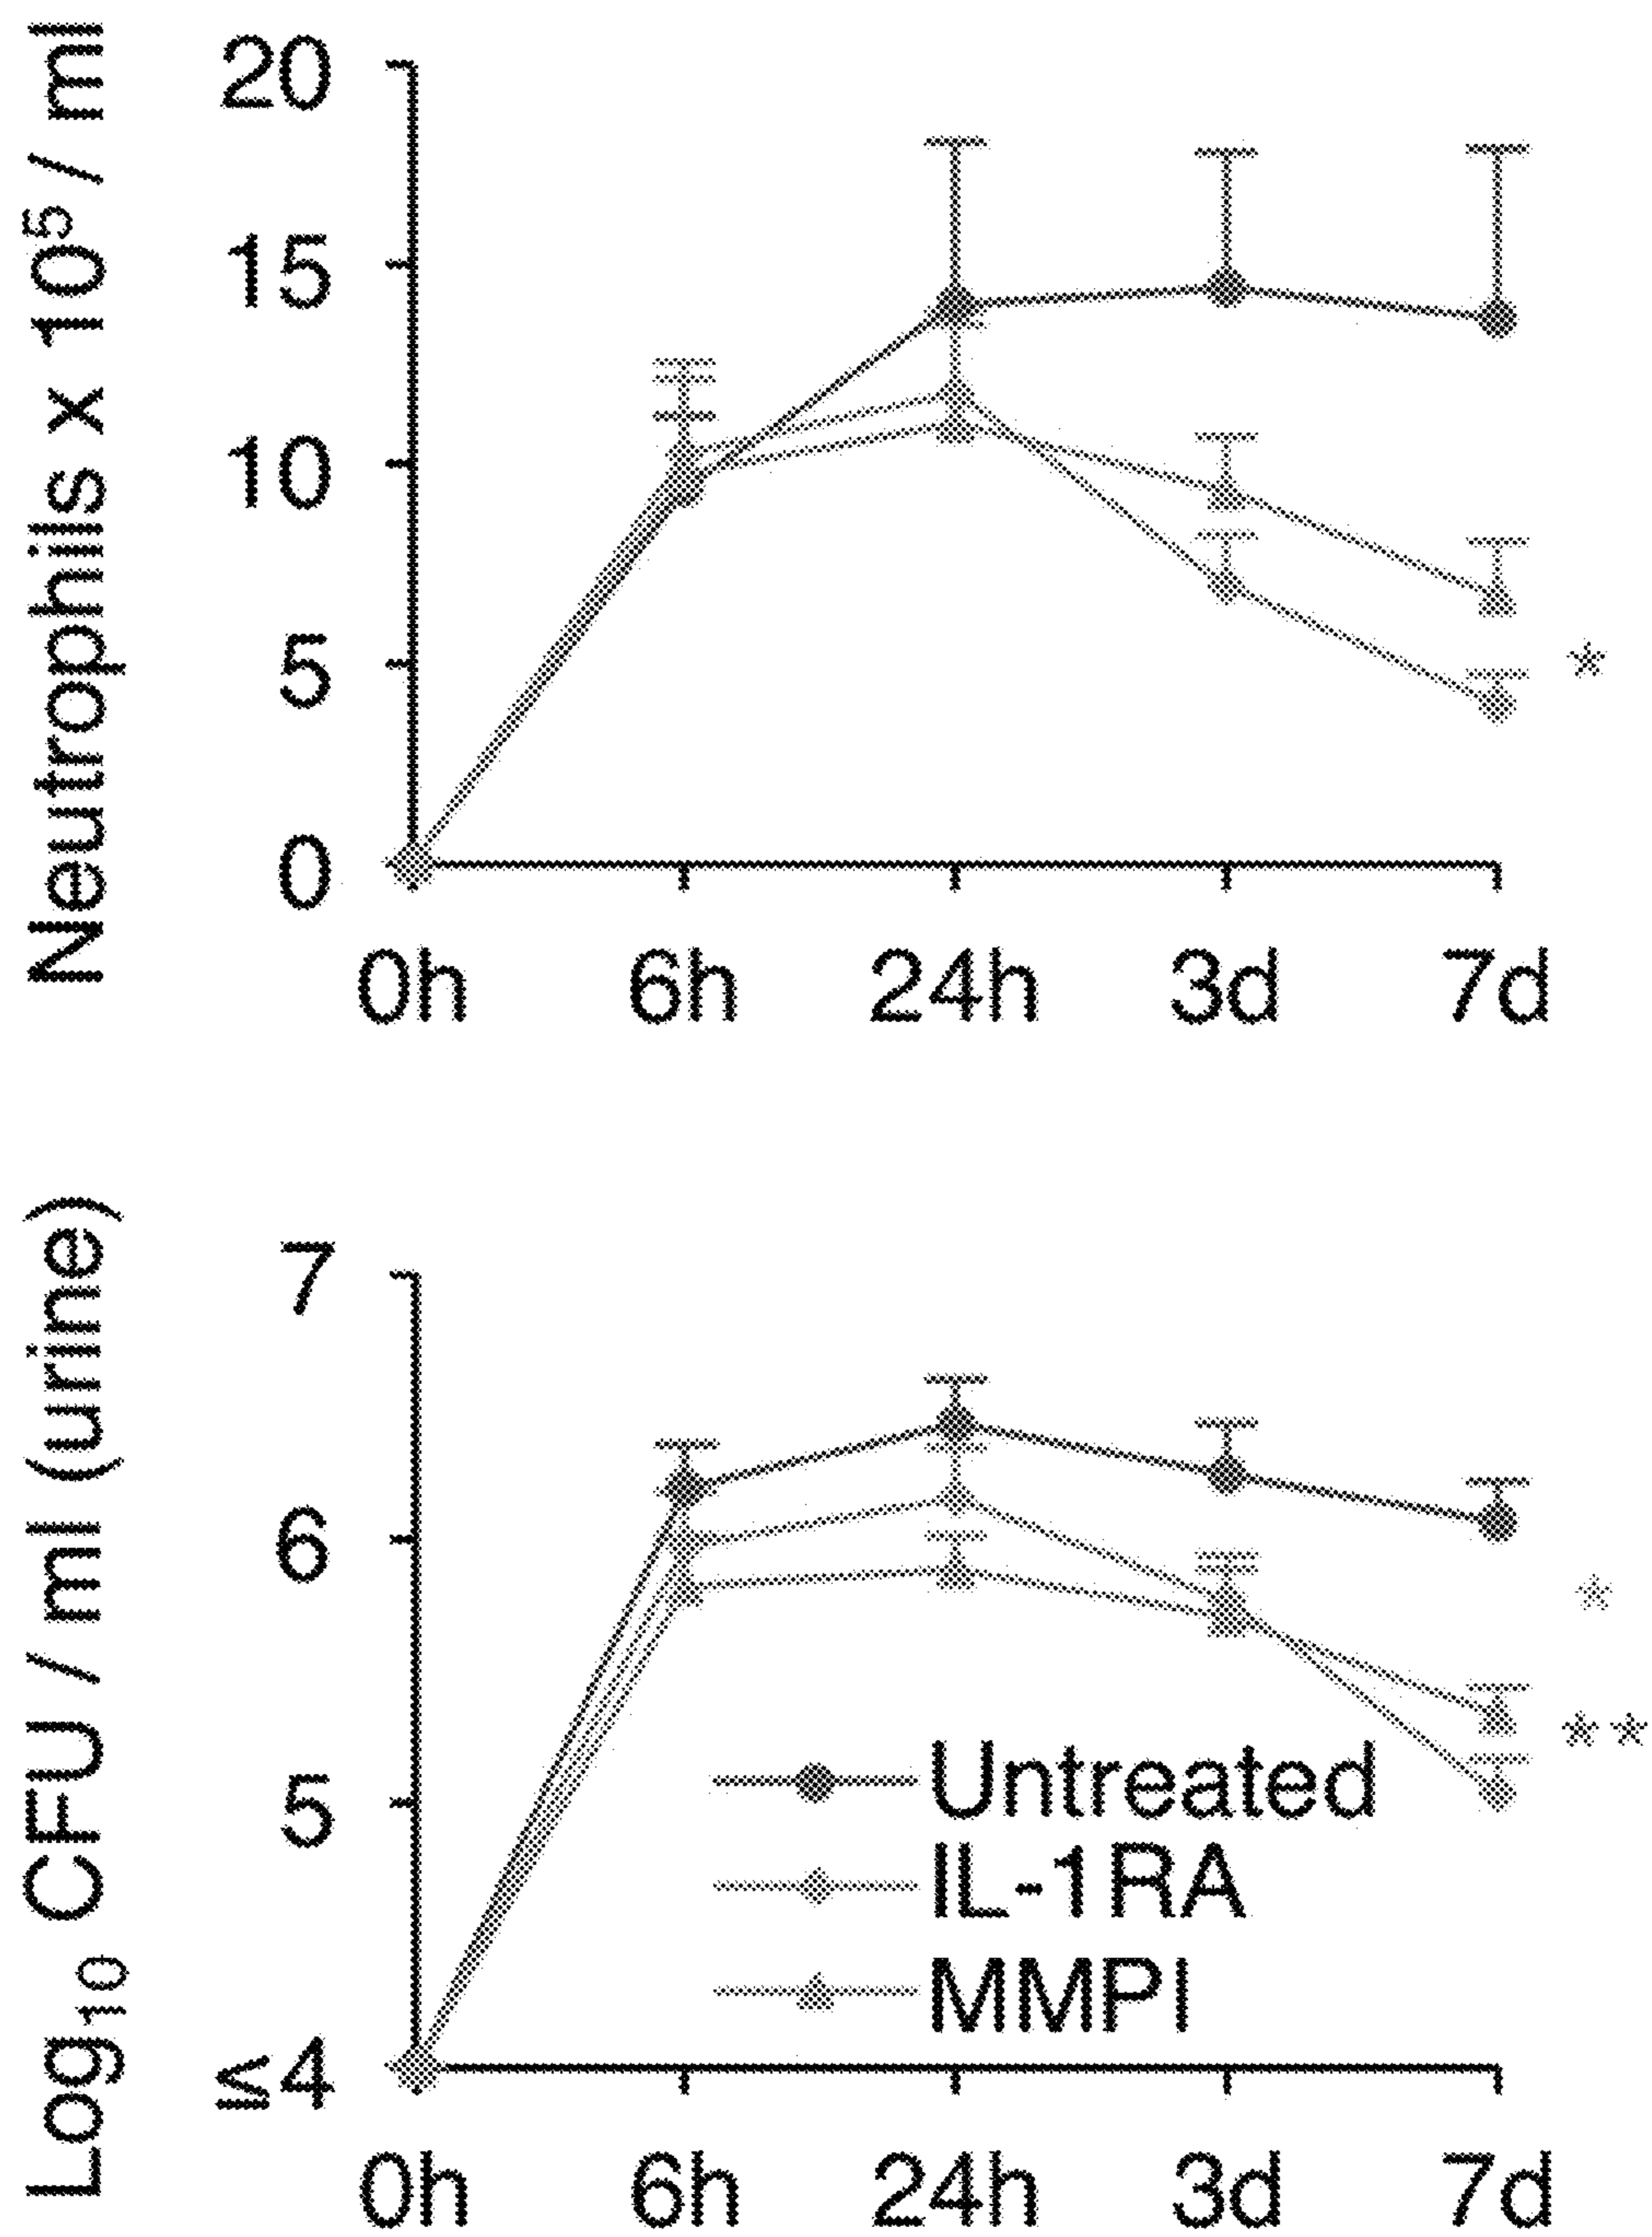 Neutrophils x 10⁵ / ml
20
15
10
5
0
*
0h 6h 24h 3d 7d
Log₁₀ CFU / ml (urine)
7
6
5
≤4
*
**
Untreated
IL-1RA
MMPI
0h 6h 24h 3d 7d